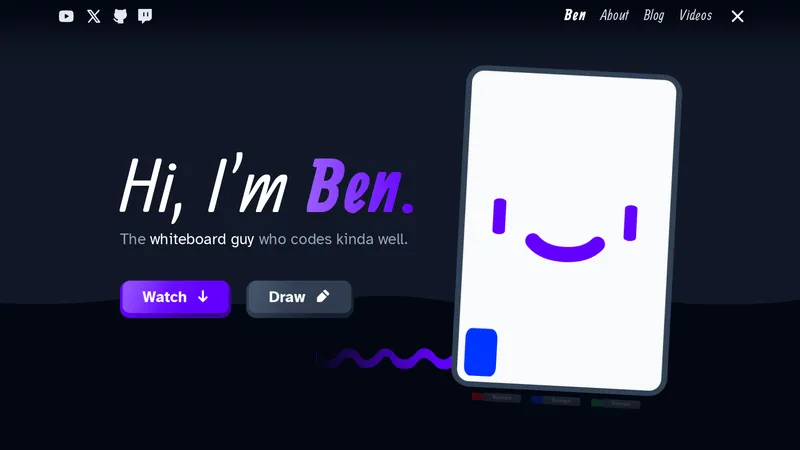 Ben About Blog Videos
Hi, I'm Ben.
The whiteboard guy who codes kinda well.
Watch Draw